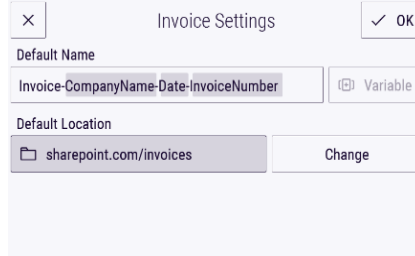 Invoice Settings
OK
Default Name
Invoice-CompanyName-Date-InvoiceNumber
Variable
Default Location
sharepoint.com/invoices
Change